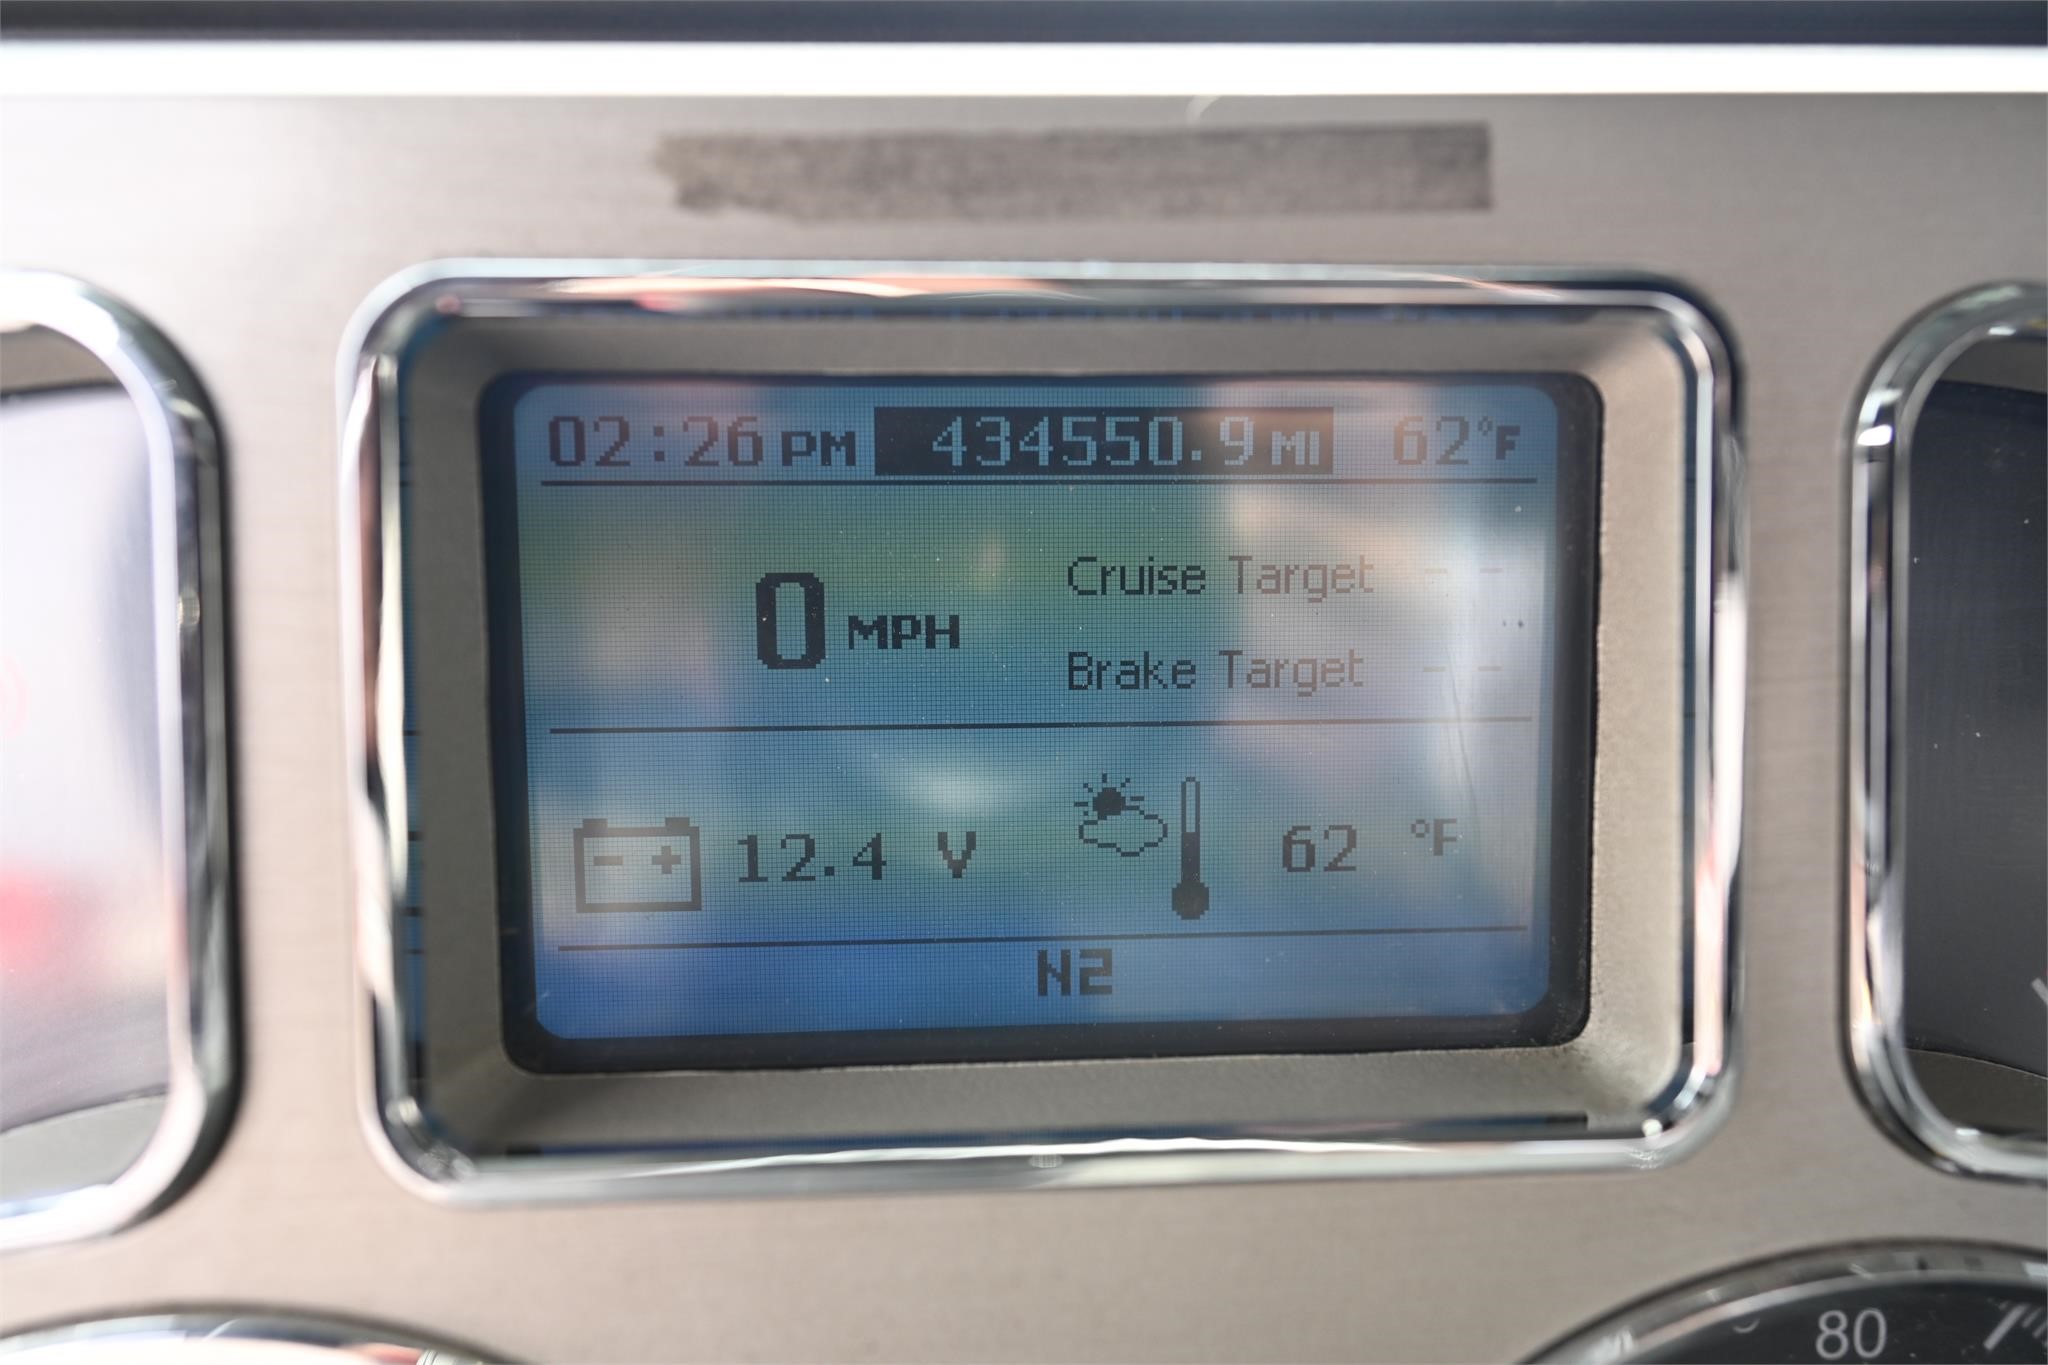 02:26 PM 434550.9 MI 62°F
0 MPH
Cruise Target - -
Brake Target - -
- + 12.4 V 62 °F
N2
80